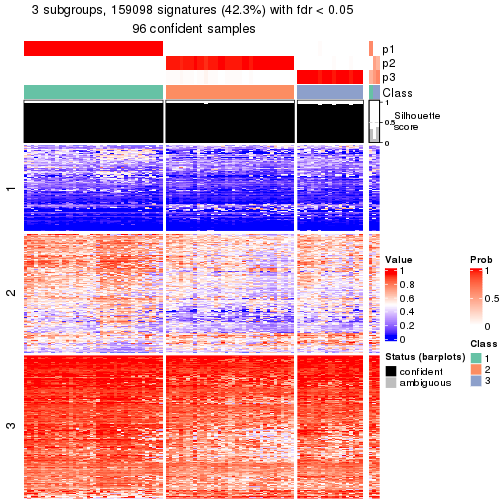 3 subgroups, 159098 signatures (42.3%) with fdr < 0.05
96 confident samples
p1
p2
p3
Class
1
0.5
0
Silhouette
score
1
2
3
Value
1
0.8
0.6
0.4
0.2
0
Prob
1
0.5
0
Status (barplots)
confident
ambiguous
Class
1
2
3